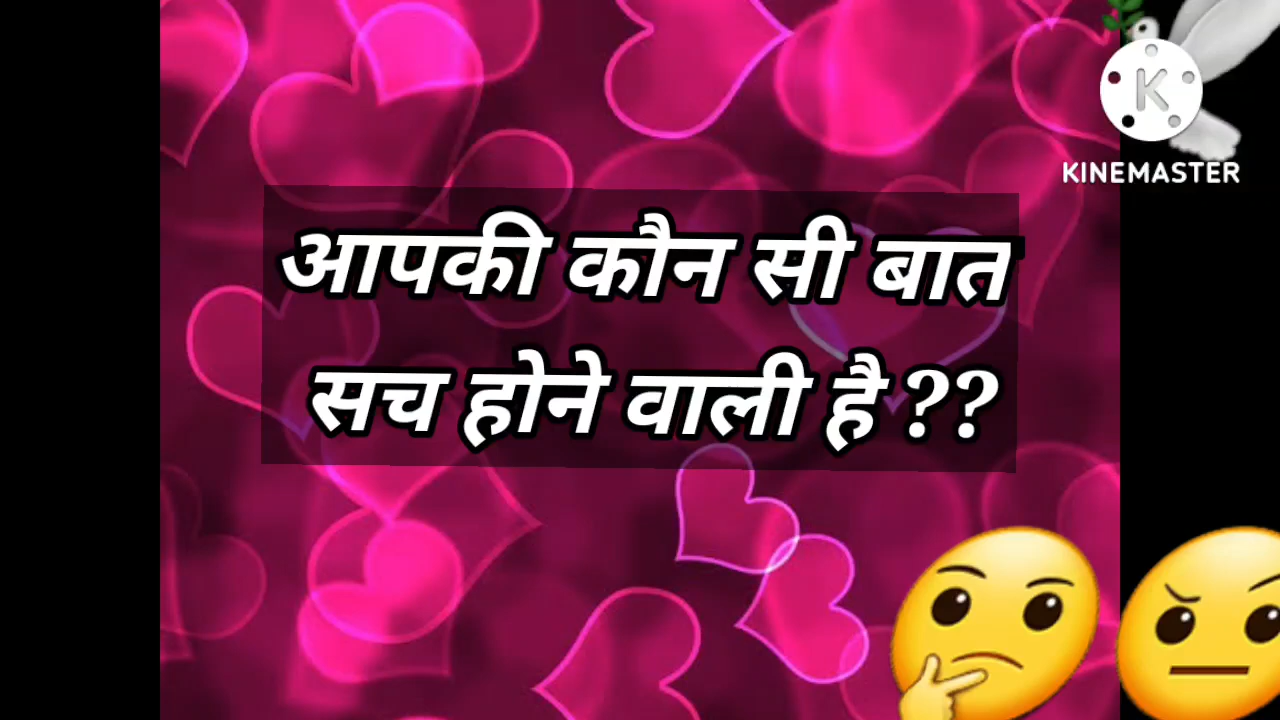 आपकी कौन सी बात
सच होने वाली है ??
K
KINEMASTER